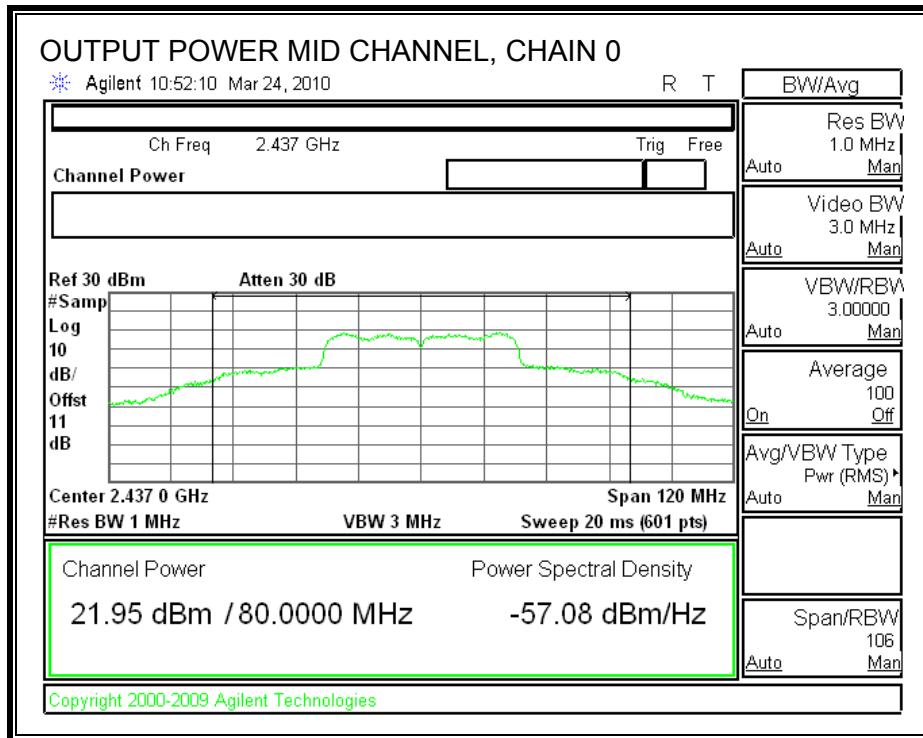 OUTPUT POWER MID CHANNEL, CHAIN 0
Agilent 10:52:10 Mar 24, 2010 R T
Ch Freq 2.437 GHz Trig Free
Channel Power
Ref 30 dBm Atten 30 dB
#Samp
Log
10
dB/
Offst
11
dB
Center 2.437 0 GHz Span 120 MHz
#Res BW 1 MHz VBW 3 MHz Sweep 20 ms (601 pts)
Channel Power Power Spectral Density
21.95 dBm / 80.0000 MHz -57.08 dBm/Hz
Copyright 2000-2009 Agilent Technologies
BW/Avg
Res BW
1.0 MHz
Auto Man
Video BW
3.0 MHz
Auto Man
VBW/RBW
3.00000
Auto Man
Average
100
On Off
Avg/VBW Type
Pwr (RMS)
Auto Man
Span/RBW
106
Auto Man